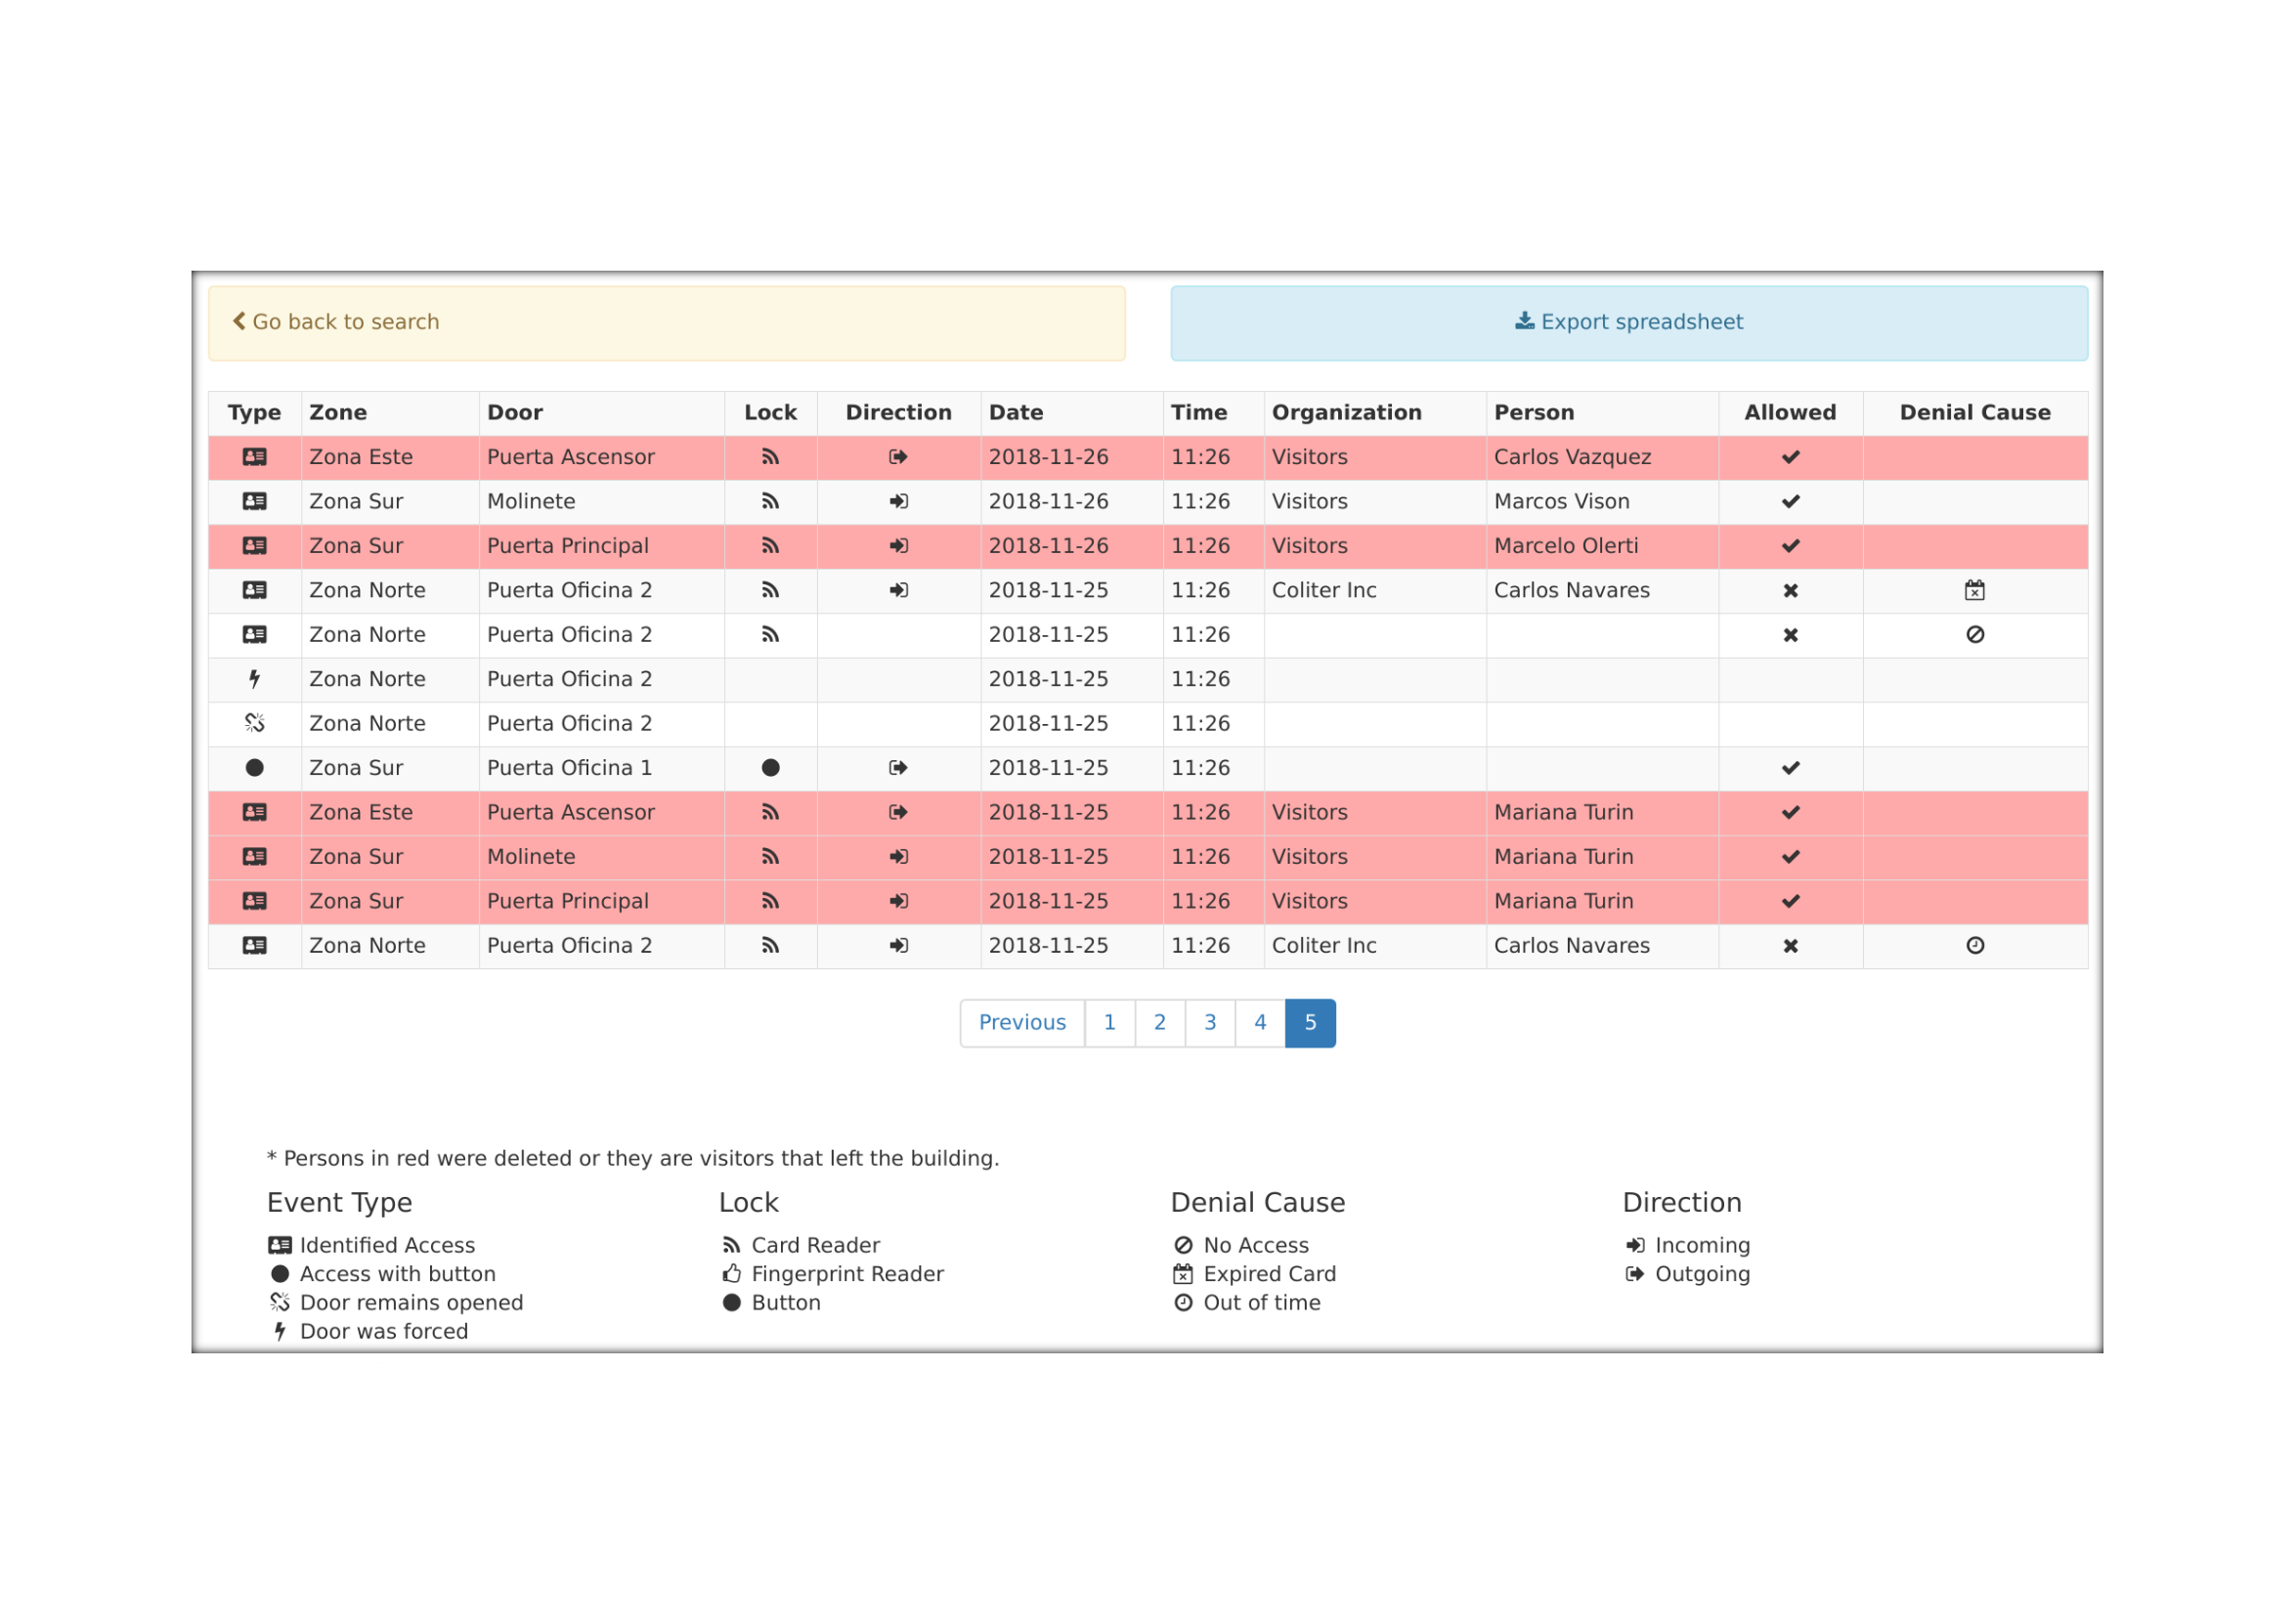 Go back to search
Export spreadsheet
Type Zone Door Lock Direction Date Time Organization Person Allowed Denial Cause
Zona Este Puerta Ascensor 2018-11-26 11:26 Visitors Carlos Vazquez
Zona Sur Molinete 2018-11-26 11:26 Visitors Marcos Vison
Zona Sur Puerta Principal 2018-11-26 11:26 Visitors Marcelo Olerti
Zona Norte Puerta Oficina 2 2018-11-25 11:26 Coliter Inc Carlos Navares
Zona Norte Puerta Oficina 2 2018-11-25 11:26
Zona Norte Puerta Oficina 2 2018-11-25 11:26
Zona Norte Puerta Oficina 2 2018-11-25 11:26
Zona Sur Puerta Oficina 1 2018-11-25 11:26
Zona Este Puerta Ascensor 2018-11-25 11:26 Visitors Mariana Turin
Zona Sur Molinete 2018-11-25 11:26 Visitors Mariana Turin
Zona Sur Puerta Principal 2018-11-25 11:26 Visitors Mariana Turin
Zona Norte Puerta Oficina 2 2018-11-25 11:26 Coliter Inc Carlos Navares
Previous 1 2 3 4 5
* Persons in red were deleted or they are visitors that left the building.
Event Type
Identified Access
Access with button
Door remains opened
Door was forced
Lock
Card Reader
Fingerprint Reader
Button
Denial Cause
No Access
Expired Card
Out of time
Direction
Incoming
Outgoing